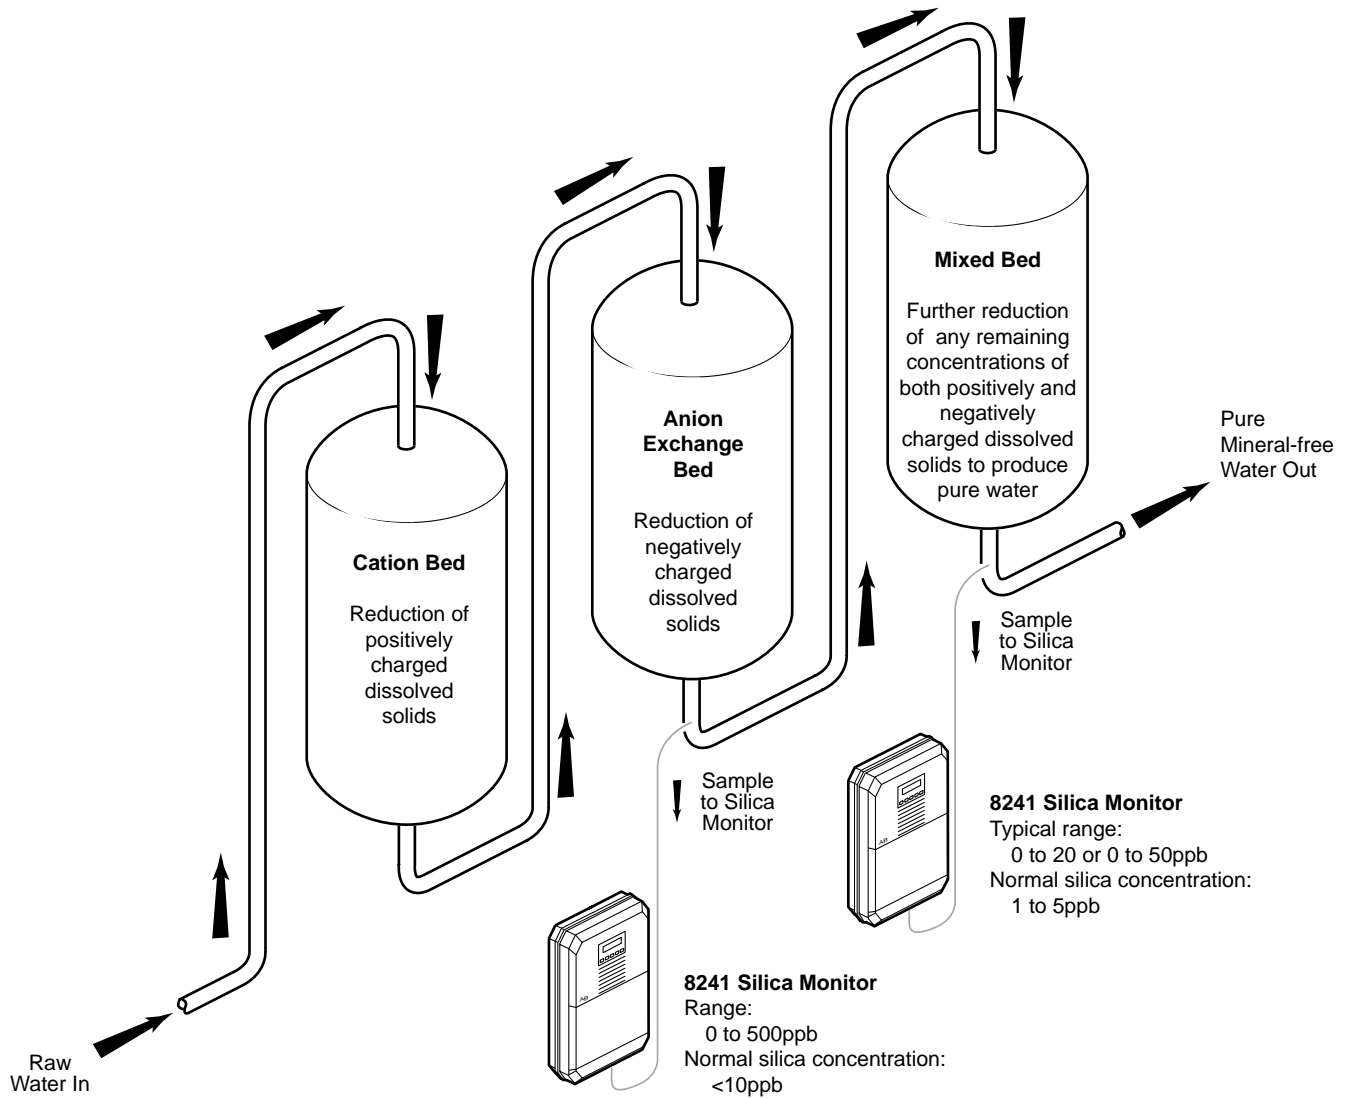 Mixed Bed
Further reduction
of any remaining
concentrations of
both positively and
negatively
charged dissolved
solids to produce
pure water
Anion
Exchange
Bed
Reduction of
negatively
charged
dissolved
solids
Cation Bed
Reduction of
positively
charged
dissolved
solids
Pure
Mineral-free
Water Out
Sample
to Silica
Monitor
Sample
to Silica
Monitor
8241 Silica Monitor
Typical range:
0 to 20 or 0 to 50ppb
Normal silica concentration:
1 to 5ppb
AB
8241 Silica Monitor
Range:
0 to 500ppb
Normal silica concentration:
<10ppb
AB
Raw
Water In